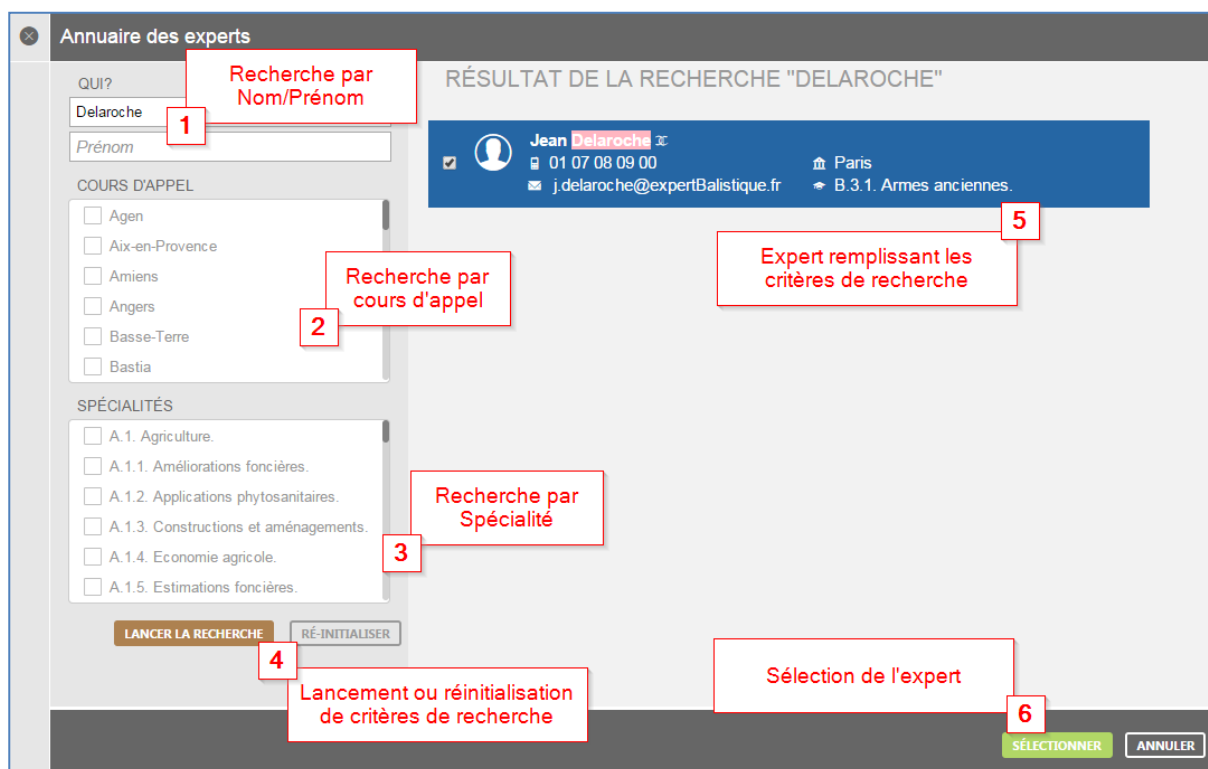 Annuaire des experts
QUI?
Recherche par
Nom/Prénom
Delaroche
1
Prénom
COURS D'APPEL
Agen
Aix-en-Provence
Amiens
Angers
Basse-Terre
Bastia
Recherche par
cours d'appel
2
SPÉCIALITÉS
A.1. Agriculture.
A.1.1. Améliorations foncières.
A.1.2. Applications phytosanitaires.
A.1.3. Constructions et aménagements.
A.1.4. Economie agricole.
A.1.5. Estimations foncières.
Recherche par
Spécialité
3
LANCER LA RECHERCHE
RÉ-INITIALISER
4
Lancement ou réinitialisation
de critères de recherche
RÉSULTAT DE LA RECHERCHE "DELAROCHE"
Jean Delaroche
01 07 08 09 00
Paris
j.delaroche@expertBalistique.fr
B.3.1. Armes anciennes.
5
Expert remplissant les
critères de recherche
Sélection de l'expert
6
SÉLECTIONNER
ANNULER